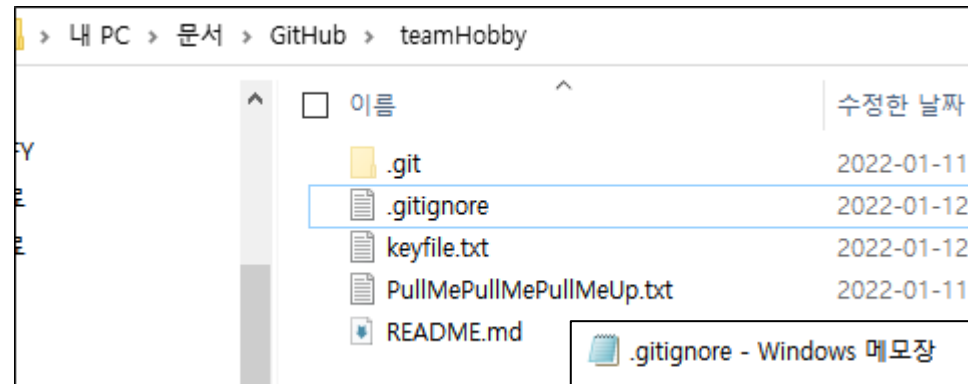 내 PC > 문서 > GitHub > teamHobby
이름 수정한 날짜
FY
.git 2022-01-11
.gitignore 2022-01-12
keyfile.txt 2022-01-12
PullMePullMePullMeUp.txt 2022-01-11
README.md
.gitignore - Windows 메모장